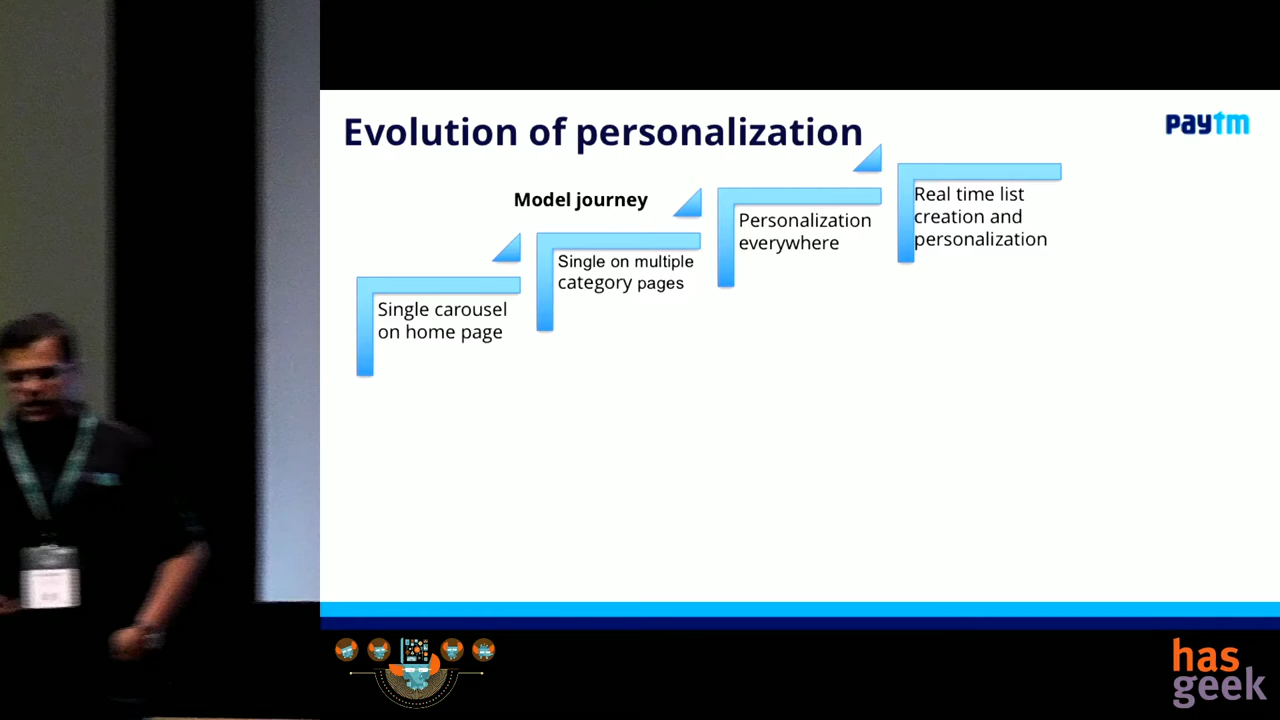 Evolution of personalization
paytm
Model journey
Single carousel
on home page
Single on multiple
category pages
Personalization
everywhere
Real time list
creation and
personalization
has
geek